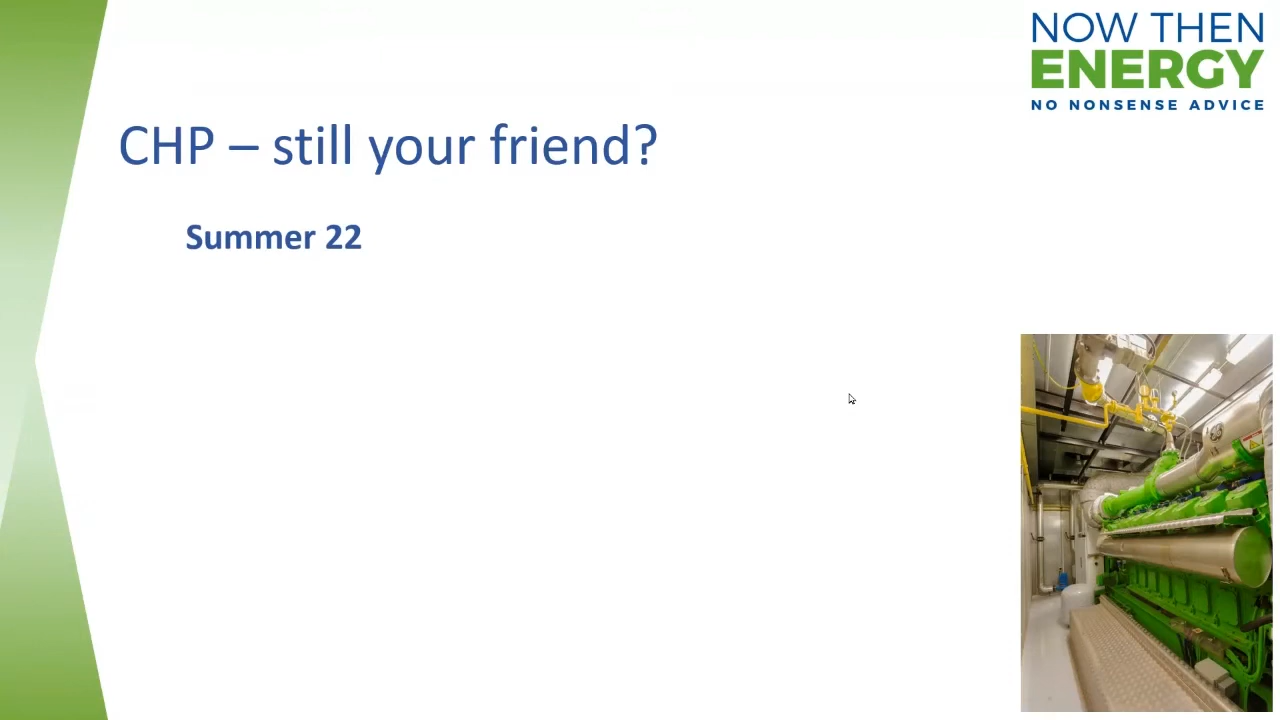 NOW THEN
ENERGY
NO NONSENSE ADVICE
CHP – still your friend?
Summer 22